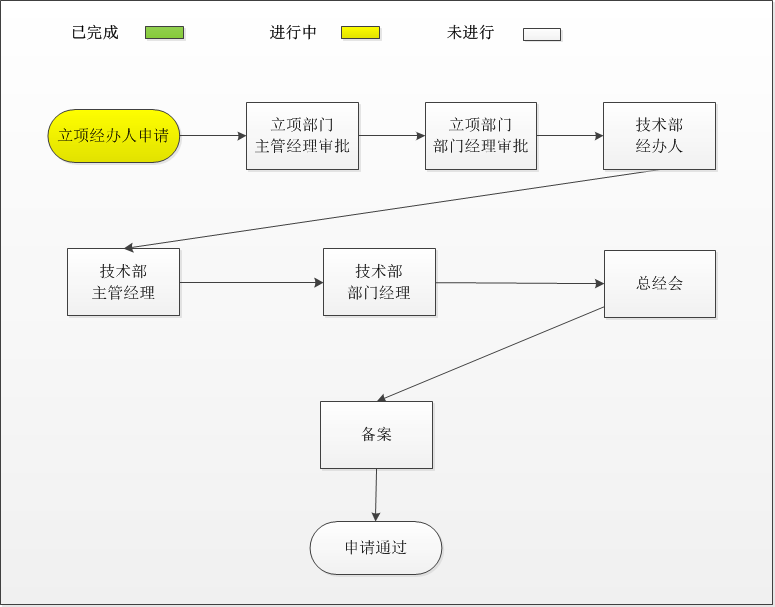 已完成
进行中
未进行
立项经办人申请
立项部门
主管经理审批
立项部门
部门经理审批
技术部
经办人
技术部
主管经理
技术部
部门经理
总经会
备案
申请通过